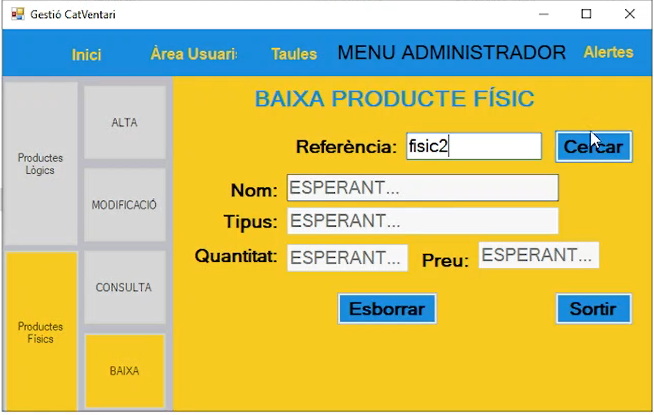 Gestió CatVentari
Inici
Àrea Usuari
Taules
MENU ADMINISTRADOR
Alertes
Productes
Lògics
Productes
Físics
ALTA
MODIFICACIÓ
CONSULTA
BAIXA
BAIXA PRODUCTE FÍSIC
Referència: fisic2 Cercar
Nom: ESPERANT...
Tipus: ESPERANT...
Quantitat: ESPERANT... Preu: ESPERANT...
Esborrar Sortir